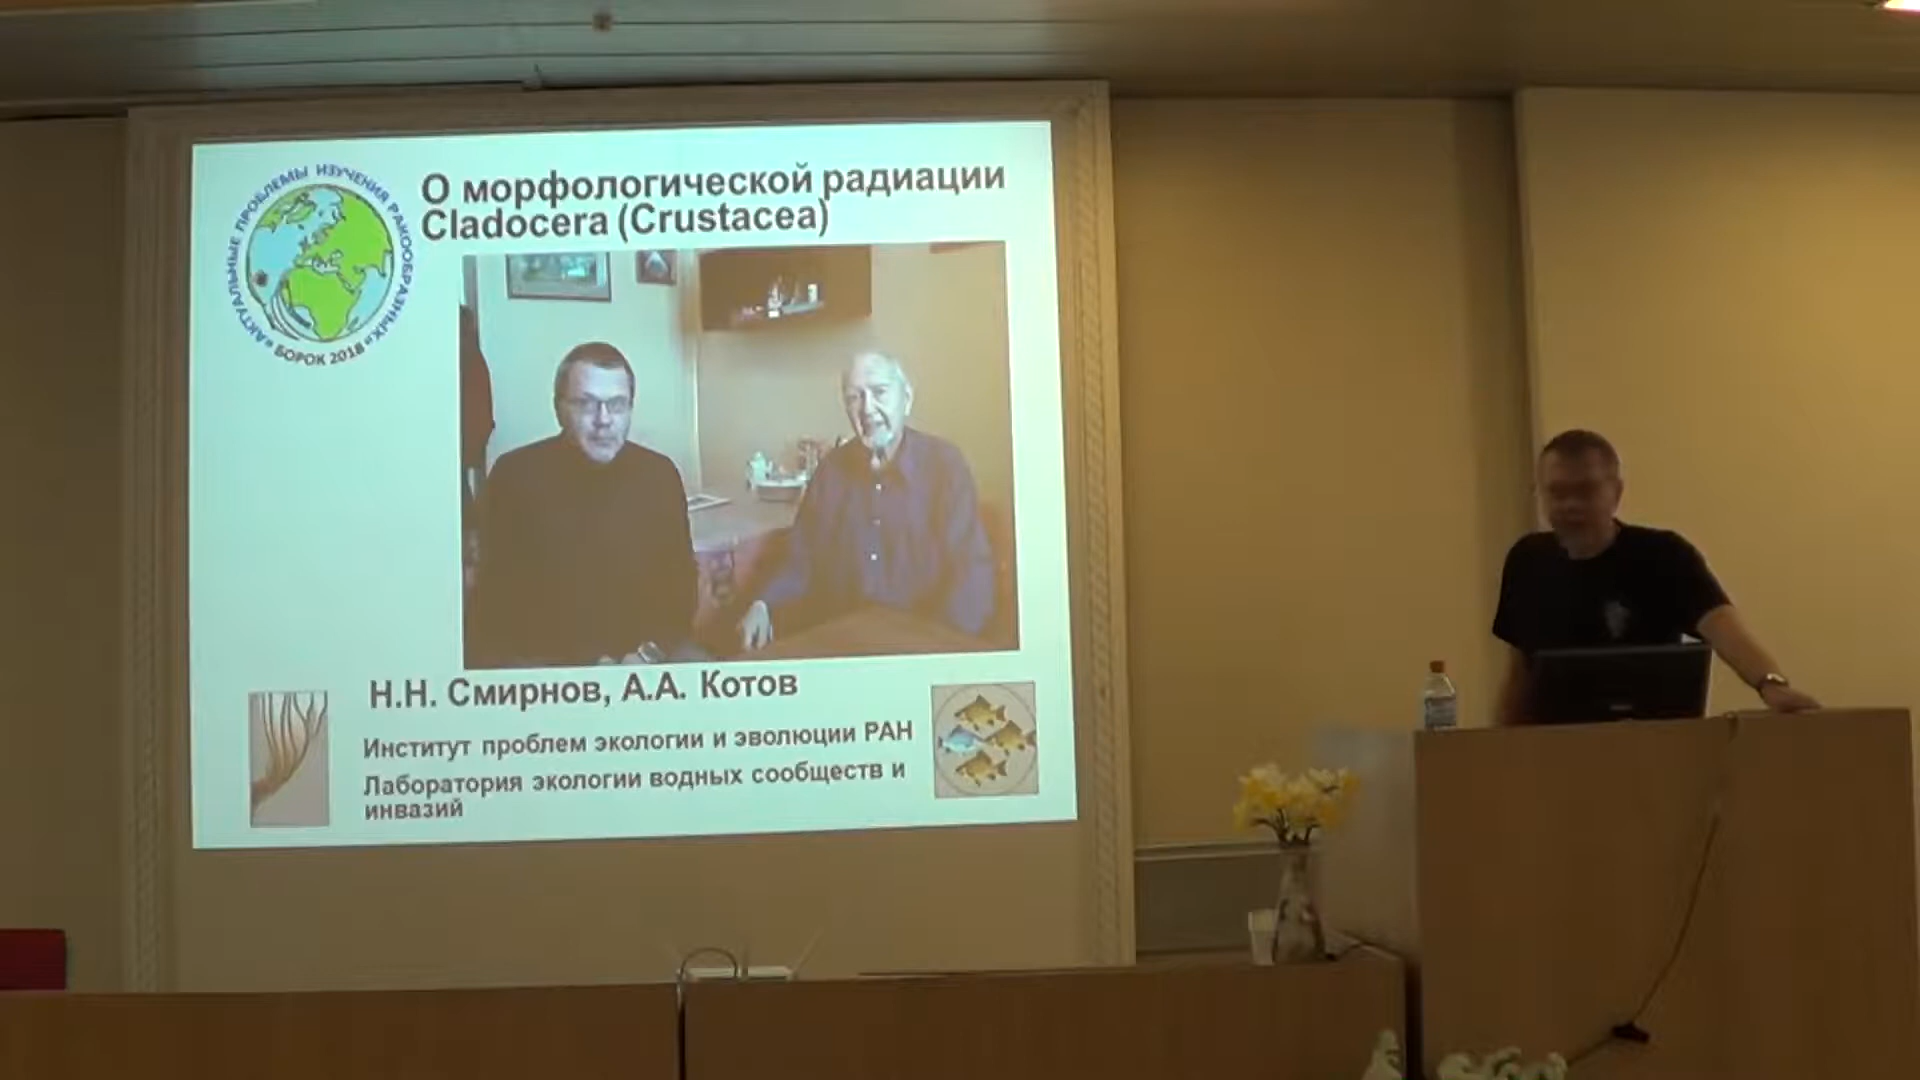 «АКТУАЛЬНЫЕ ПРОБЛЕМЫ ИЗУЧЕНИЯ РАКООБРАЗНЫХ»
БОРОК 2018
О морфологической радиации
Cladocera (Crustacea)
Н.Н. Смирнов, А.А. Котов
Институт проблем экологии и эволюции РАН
Лаборатория экологии водных сообществ и
инвазий